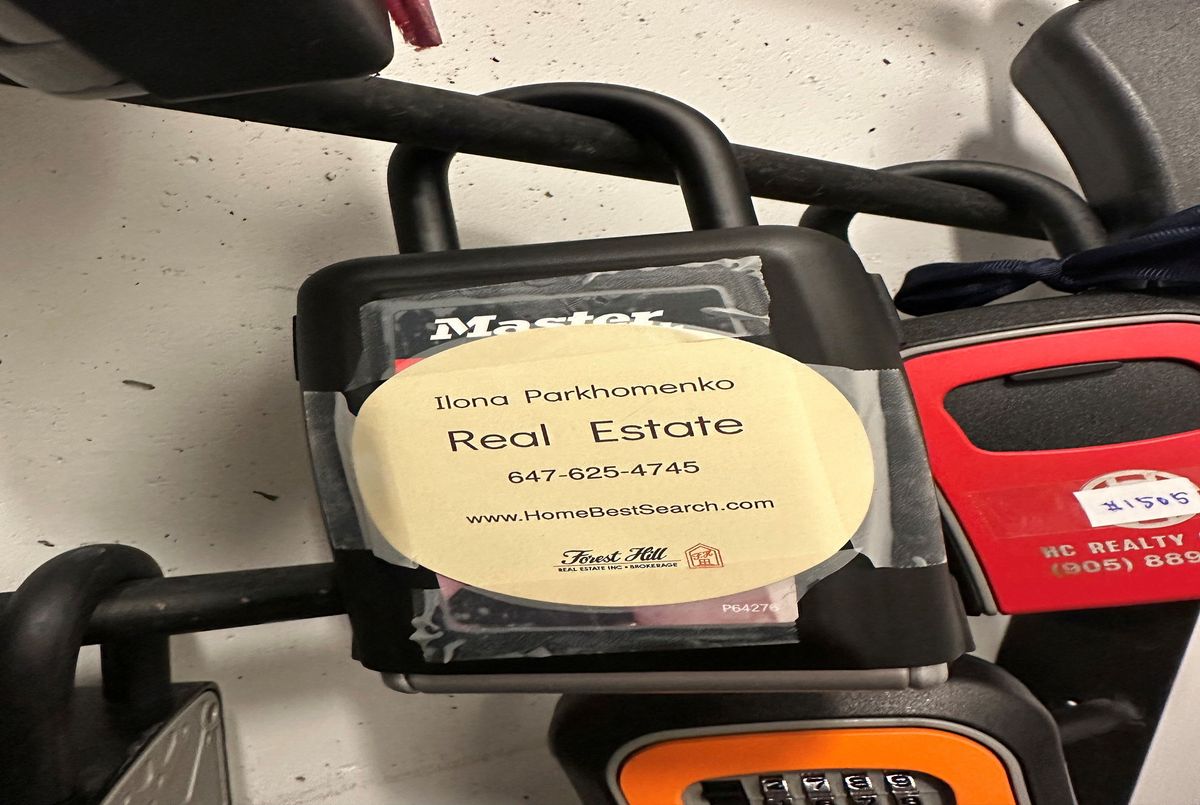 Master
Ilona Parkhomenko
Real Estate
647-625-4745
www.HomeBestSearch.com
Forest Hill
REAL ESTATE INC • BROKERAGE
P64276
#1505
HC REALTY
(905) 889